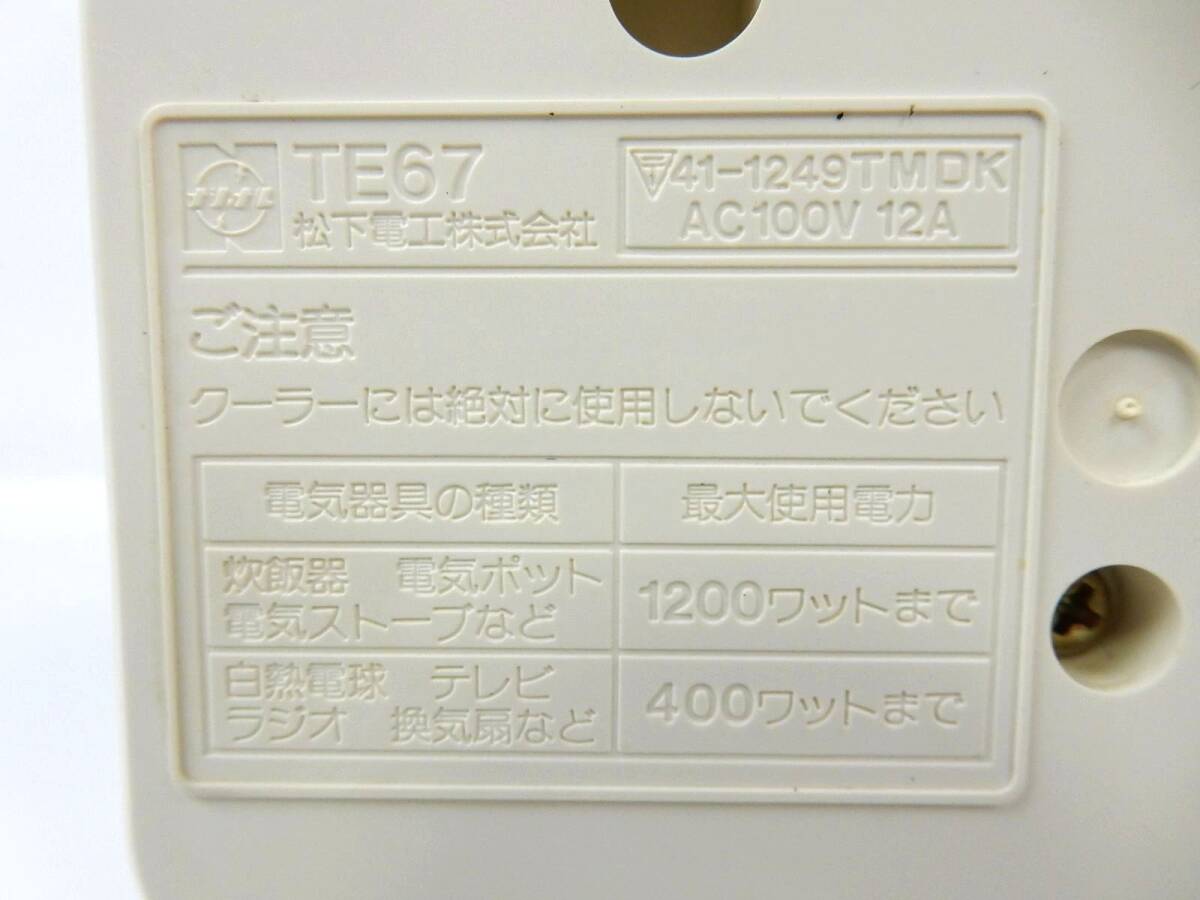 ナショナル
TE67
松下電工株式会社
〒41-1249TMDK
AC100V 12A
ご注意
クーラーには絶対に使用しないでください
電気器具の種類 最大使用電力
炊飯器 電気ポット
電気ストーブなど
1200ワットまで
白熱電球 テレビ
ラジオ 換気扇など
400ワットまで